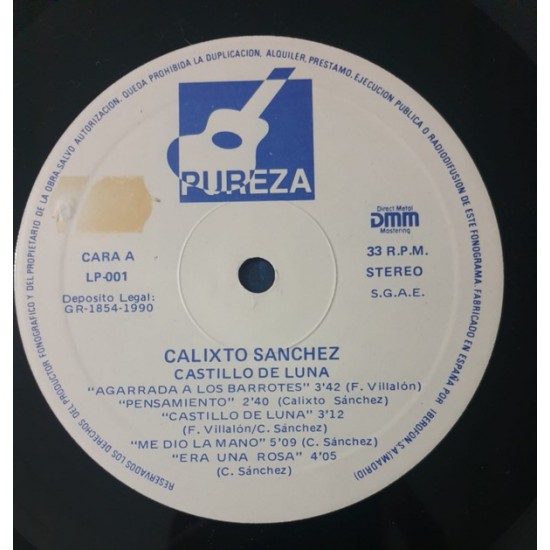 RESERVADOS LOS DERECHOS DEL PRODUCTOR FONOGRAFICO Y DEL PROPIETARIO DE LA OBRA. SALVO AUTORIZACION, QUEDA PROHIBIDA LA DUPLICACION, ALQUILER, PRESTAMO, EJECUCION PUBLICA O RADIODIFUSION DE ESTE FONOGRAMA. FABRICADO EN ESPAÑA POR IBEROFON, S.A. (MADRID)
PUREZA
CARA A
LP-001
Deposito Legal:
GR-1854-1990
Direct Metal
DMM
Mastering
33 R.P.M.
STEREO
S.G.A.E.
CALIXTO SANCHEZ
CASTILLO DE LUNA
"AGARRADA A LOS BARROTES" 3'42 (F. Villalón)
"PENSAMIENTO" 2'40 (Calixto Sánchez)
"CASTILLO DE LUNA" 3'12
(F. Villalón/C. Sánchez)
"ME DIO LA MANO" 5'09 (C. Sánchez)
"ERA UNA ROSA" 4'05
(C. Sánchez)